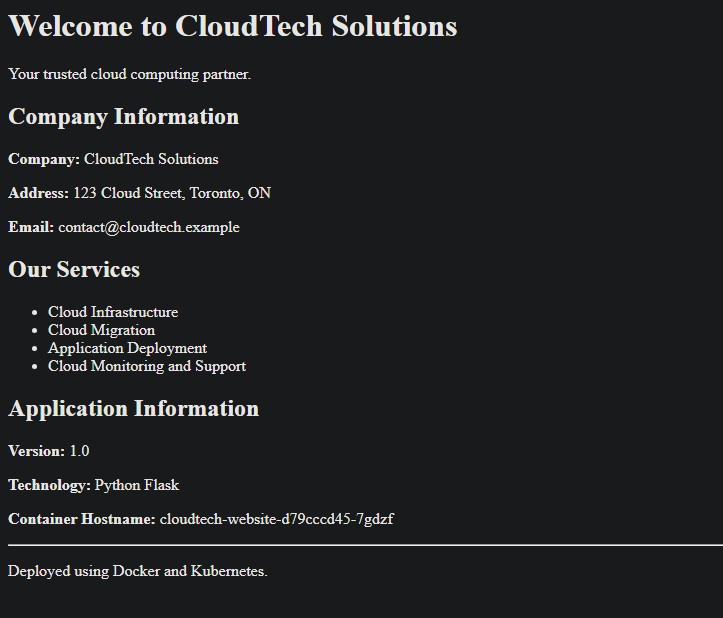 Welcome to CloudTech Solutions
Your trusted cloud computing partner.
Company Information
Company: CloudTech Solutions
Address: 123 Cloud Street, Toronto, ON
Email: contact@cloudtech.example
Our Services
Cloud Infrastructure
Cloud Migration
Application Deployment
Cloud Monitoring and Support
Application Information
Version: 1.0
Technology: Python Flask
Container Hostname: cloudtech-website-d79cccd45-7gdzf
Deployed using Docker and Kubernetes.